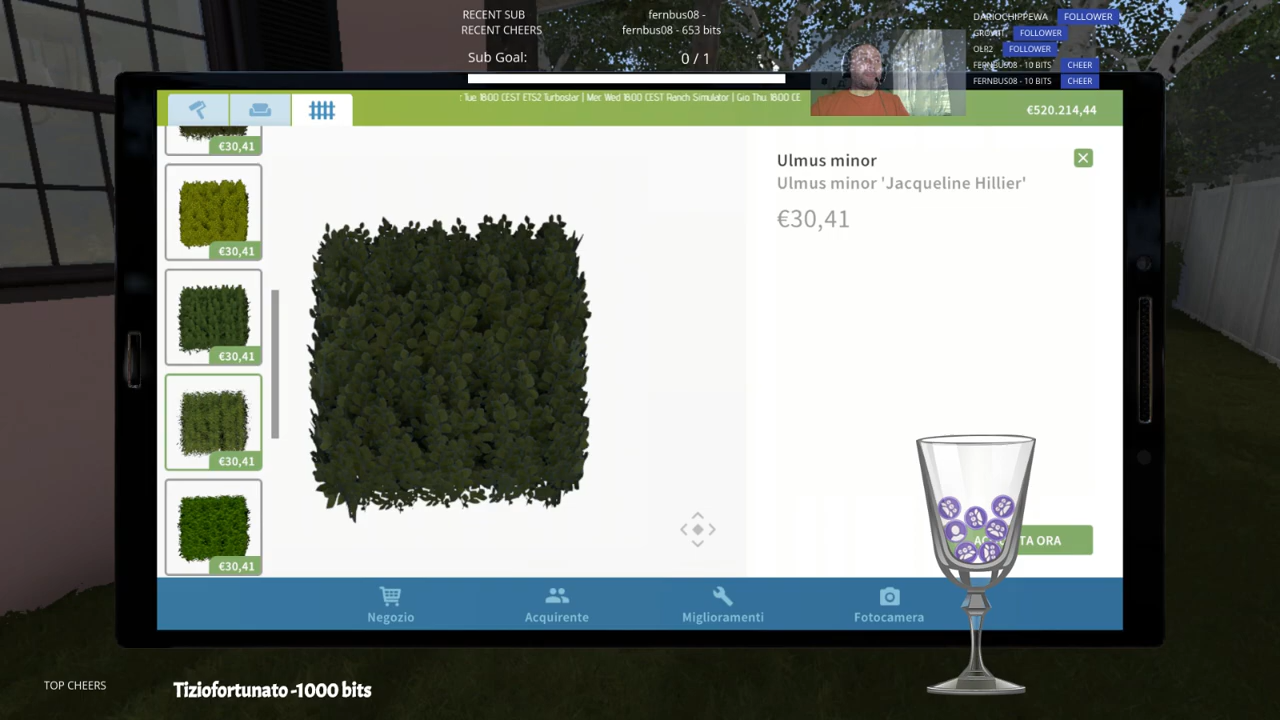 RECENT SUB
fernbus08 -
RECENT CHEERS
fernbus08 - 653 bits
Sub Goal:
0 / 1
DARIOCHIPPEWA FOLLOWER
FOLLOWER
OLR2 FOLLOWER
FERNBUS08 - 10 BITS CHEER
FERNBUS08 - 10 BITS CHEER
: Tue 18:00 CEST ETS2 Turbostar | Mer Wed 18:00 CEST Ranch Simulator | Gio Thu 18:00 CE
€520.214,44
€30,41
€30,41
€30,41
€30,41
€30,41
Ulmus minor
Ulmus minor 'Jacqueline Hillier'
€30,41
TA ORA
Negozio
Acquirente
Miglioramenti
Fotocamera
TOP CHEERS
Tiziofortunato -1000 bits